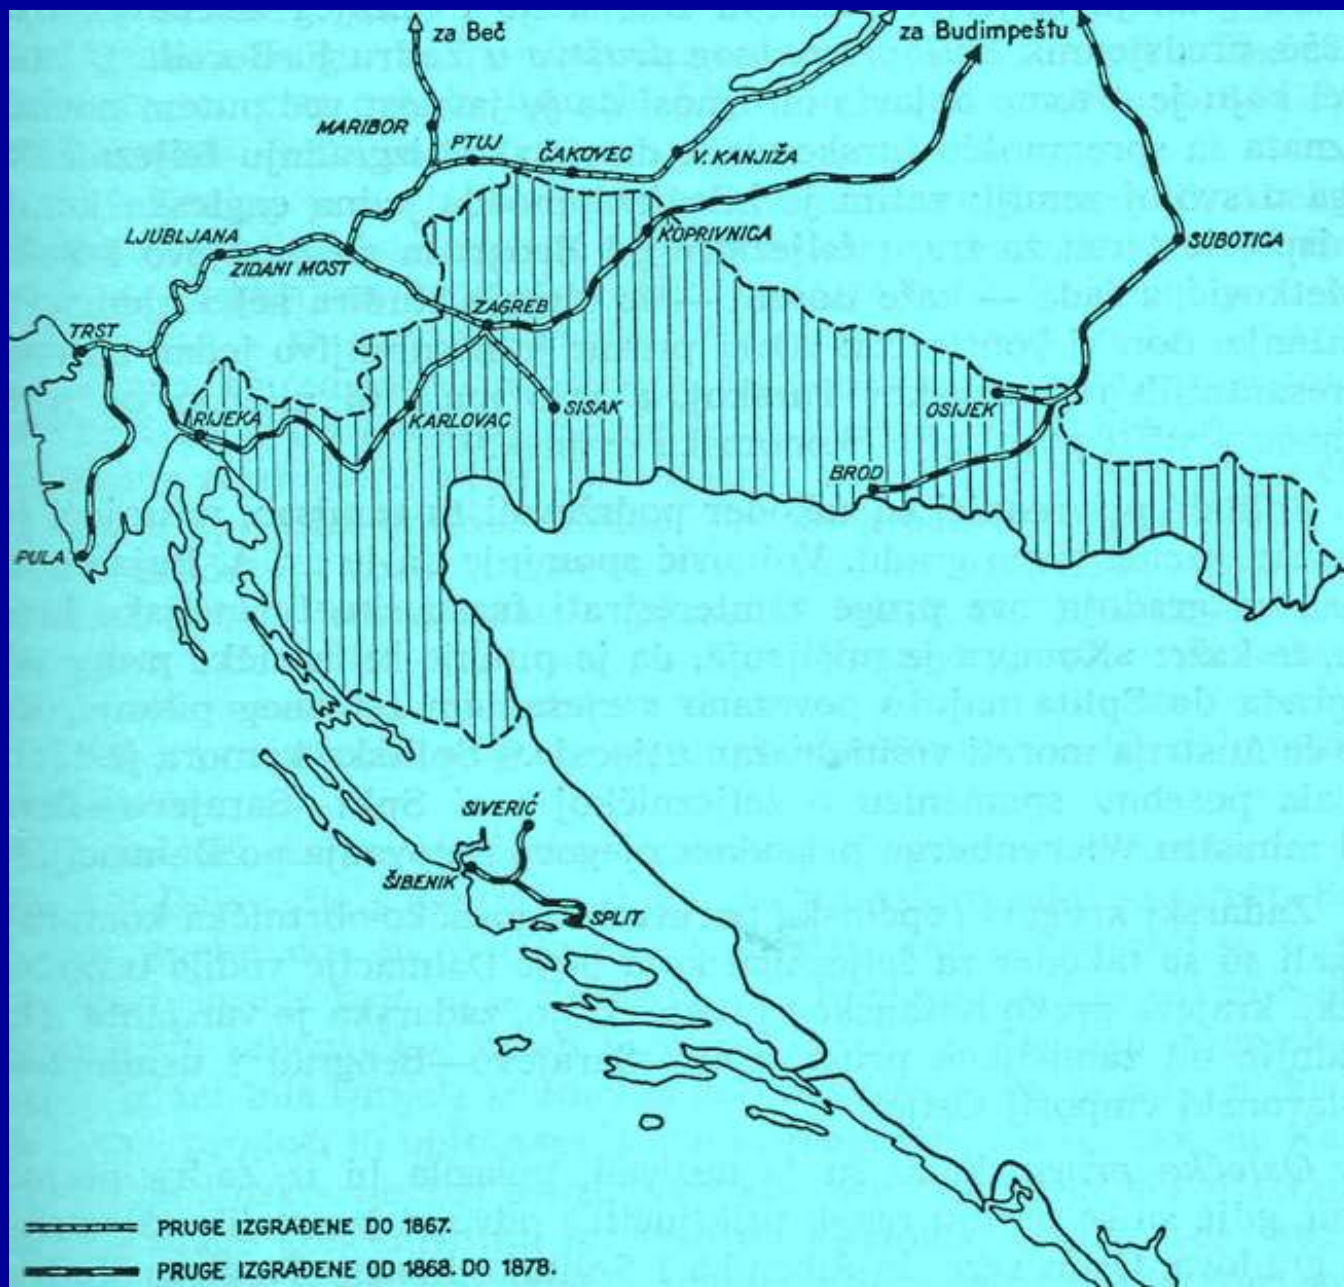 za Beč
za Budimpeštu
MARIBOR
PTUJ
ČAKOVEC
V. KANJIŽA
LJUBLJANA
ZIDANI MOST
KOPRIVNICA
SUBOTICA
TRST
ZAGREB
RIJEKA
KARLOVAC
SISAK
OSIJEK
BROD
PULA
SIVERIĆ
ŠIBENIK
SPLIT
PRUGE IZGRAĐENE DO 1867.
PRUGE IZGRAĐENE OD 1868. DO 1878.